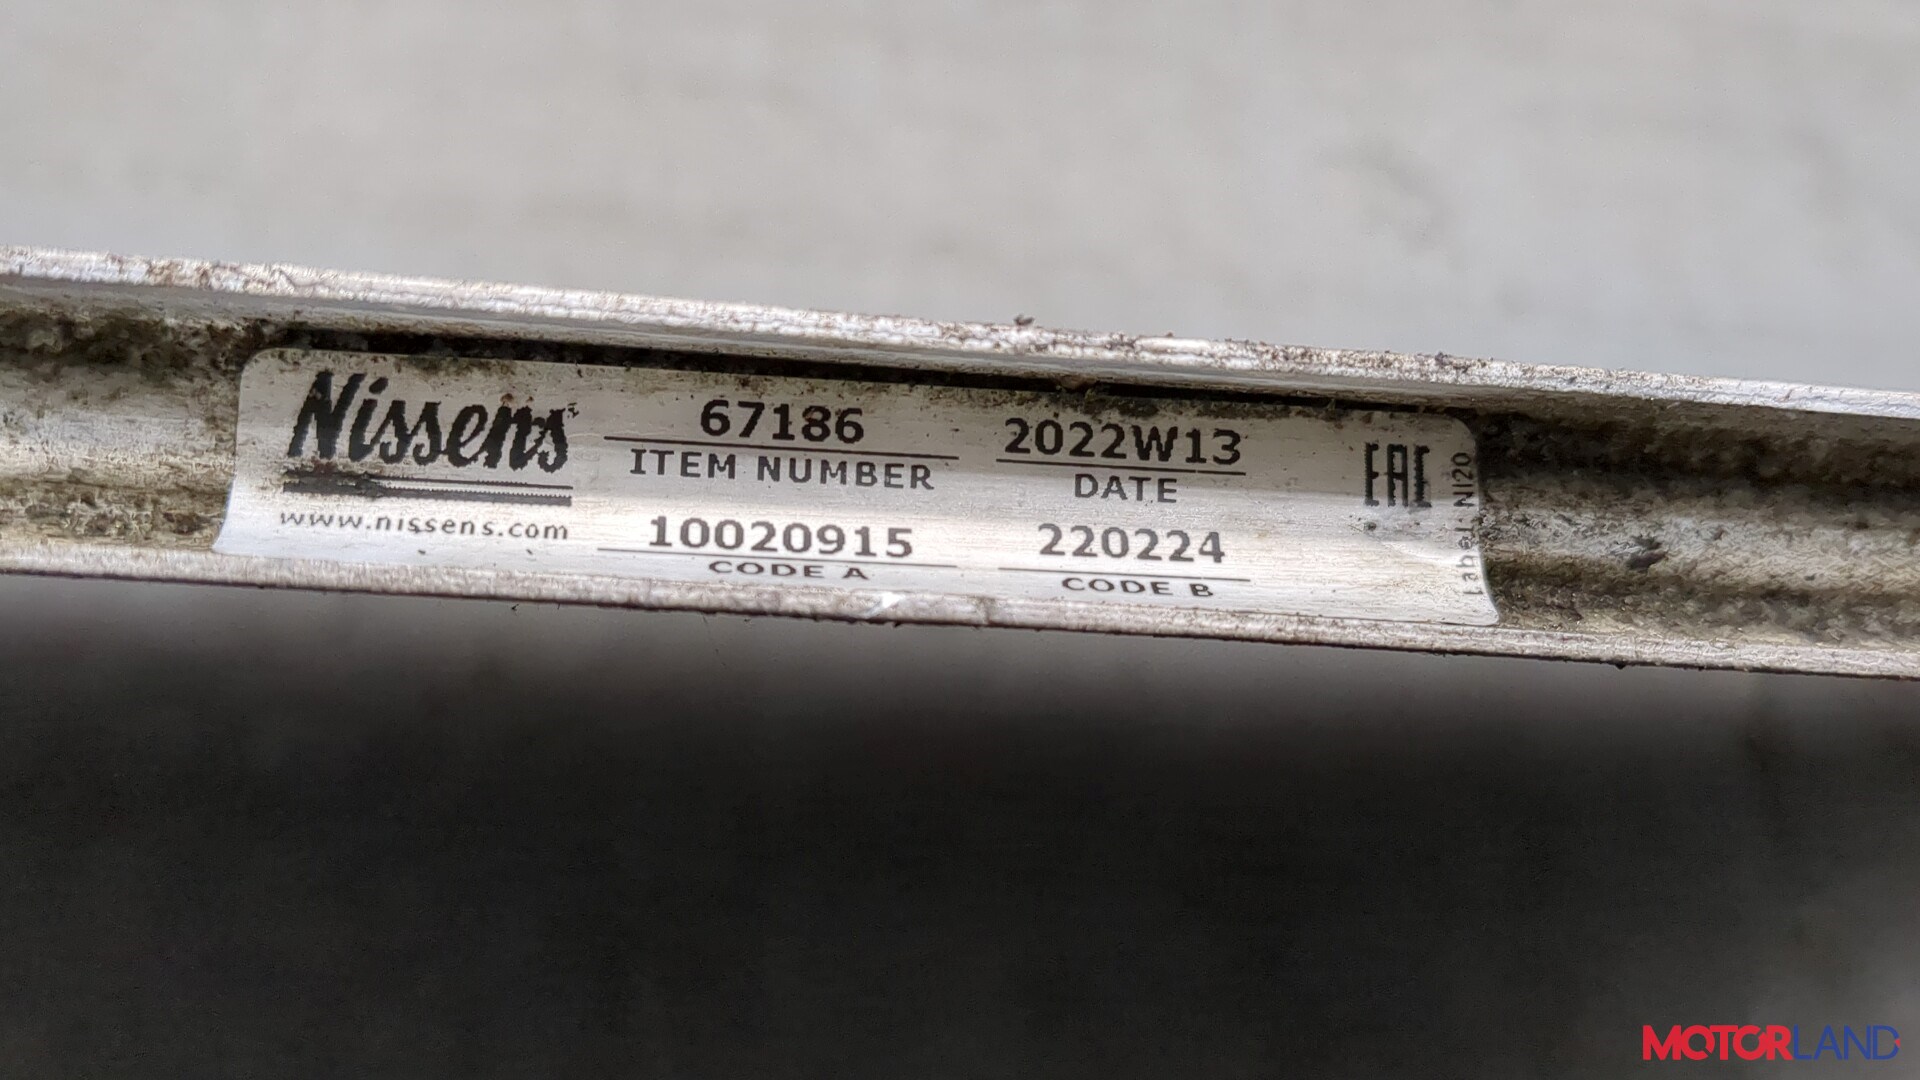 Nissens
www.nissens.com
67186
ITEM NUMBER
2022W13
DATE
10020915
CODE A
220224
CODE B
EAC
Label NI20
MOTORLAND